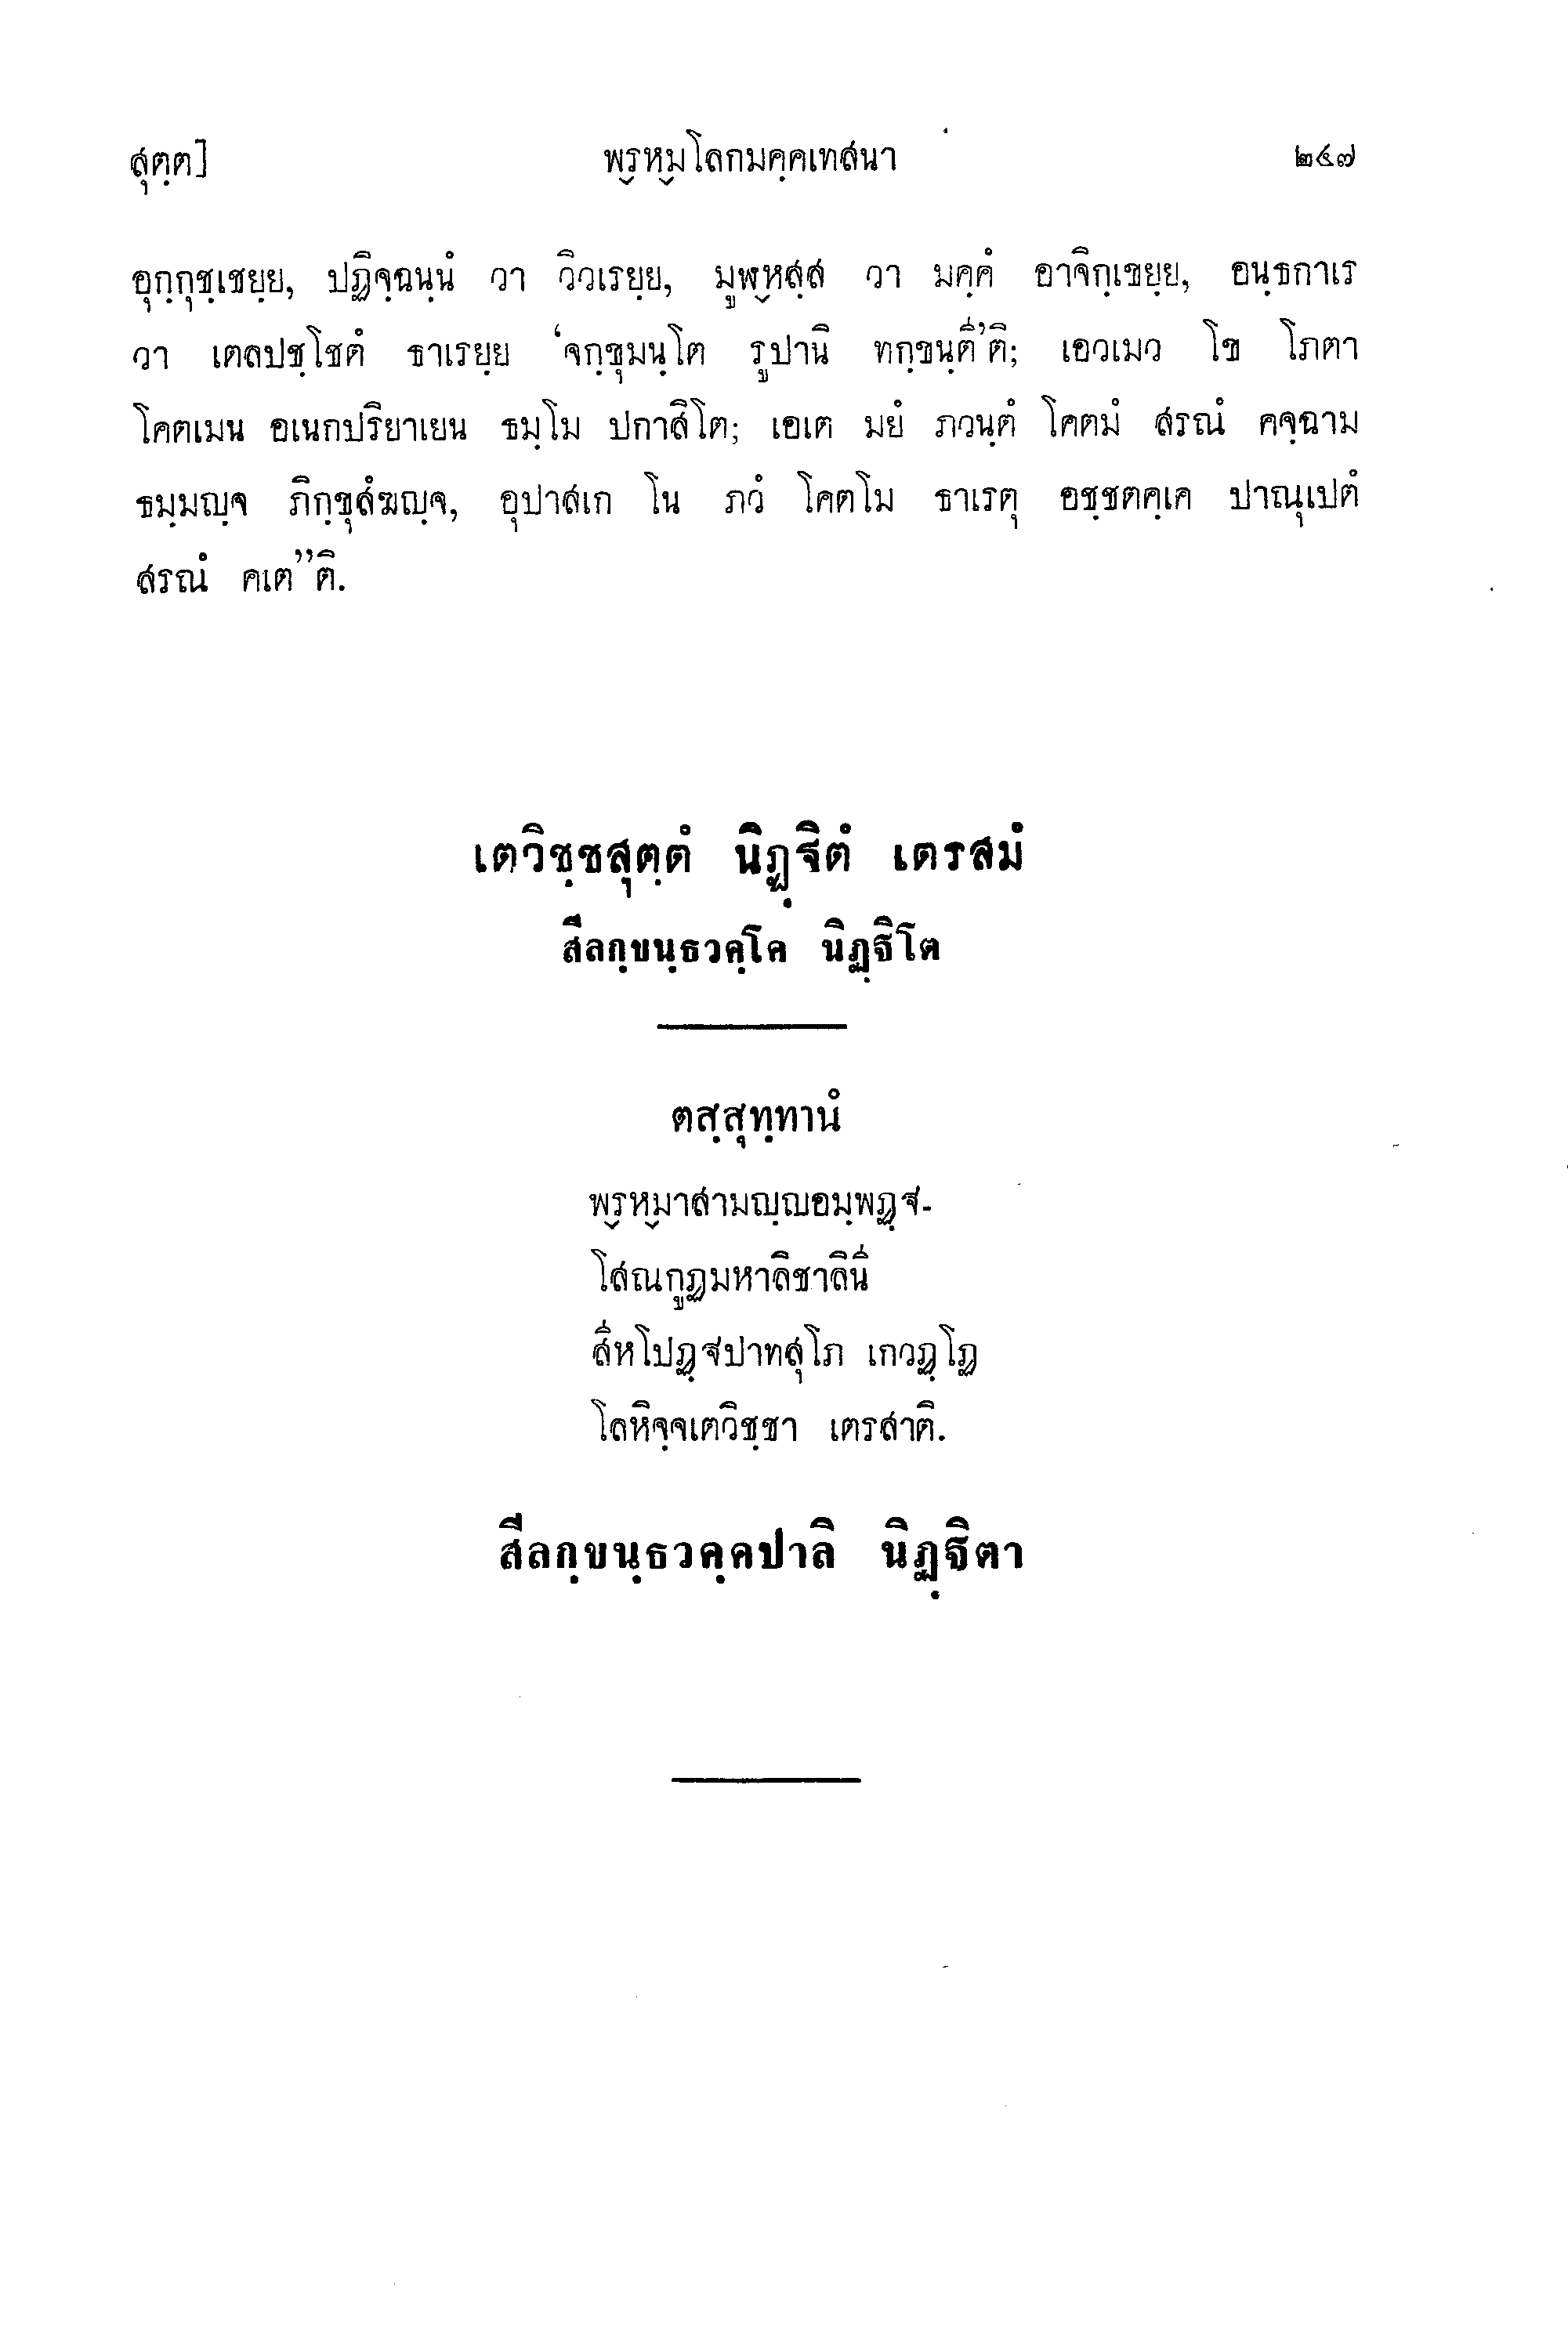 สุตฺต] พ๎รห๎มโลกมคฺคเทสนา ๒๔๗
อุกฺกุชฺเชยฺย, ปฏิจฺฉนฺนํ วา วิวเรยฺย, มูฬ๎หสฺส วา มคฺคํ อาจิกฺเขยฺย, อนฺธกาเร
วา เตลปชฺโชตํ ธาเรยฺย ‘จกฺขุมนฺโต รูปานิ ทกฺขนฺตี’ติ; เอวเมว โข โภตา
โคตเมน อเนกปริยาเยน ธมฺโม ปกาสิโต; เอเต มยํ ภวนฺตํ โคตมํ สรณํ คจฺฉาม
ธมฺมญฺจ ภิกฺขุสํฆญฺจ, อุปาสเก โน ภวํ โคตโม ธาเรตุ อชฺชตคฺเค ปาณุเปตํ
สรณํ คเต”ติ.
เตวิชฺชสุตฺตํ นิฏฺฐิตํ เตรสมํ
สีลกฺขนฺธวคฺโค นิฏฺฐิโต
ตสฺสุทฺทานํ
พ๎รห๎มาสามญฺญอมฺพฏฺฐ-
โสณกูฏมหาลิชาลินี
สีหโปฏฺฐปาทสุโภ เกวฏฺโฏ
โลหิจฺจเตวิชฺชา เตรสาติ.
สีลกฺขนฺธวคฺคปาลิ นิฏฺฐิตา